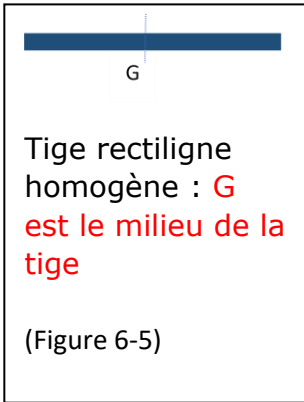 G
Tige rectiligne
homogène : G
est le milieu de la
tige
(Figure 6-5)